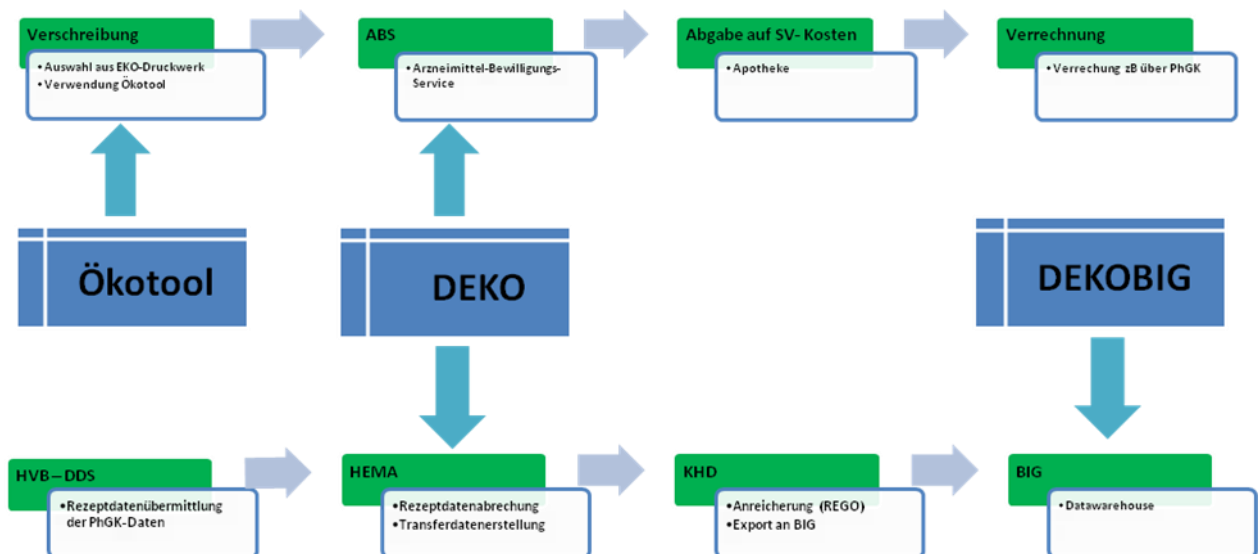 Verschreibung
• Auswahl aus EKO-Druckwerk
• Verwendung Ökotool
ABS
• Arzneimittel-Bewilligungs-
Service
Abgabe auf SV- Kosten
• Apotheke
Verrechnung
• Verrechung zB über PhGK
Ökotool
DEKO
DEKOBIG
HVB – DDS
• Rezeptdatenübermittlung
der PhGK-Daten
HEMA
• Rezeptdatenabrechung
• Transferdatenerstellung
KHD
• Anreicherung (REGO)
• Export an BIG
BIG
• Datawarehouse